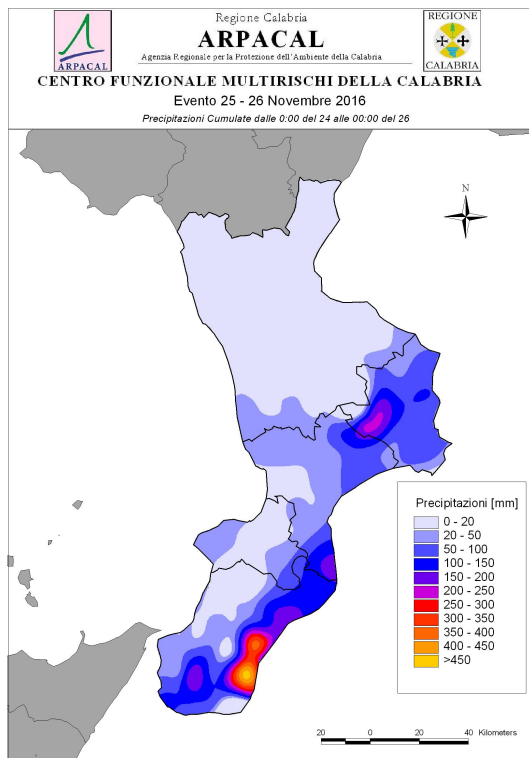 Regione Calabria
ARPACAL
Agenzia Regionale per la Protezione dell'Ambiente della Calabria
ARPACAL
REGIONE
CALABRIA
CENTRO FUNZIONALE MULTIRISCHI DELLA CALABRIA
Evento 25 - 26 Novembre 2016
Precipitazioni Cumulate dalle 0:00 del 24 alle 00:00 del 26
N
Precipitazioni [mm]
0 - 20
20 - 50
50 - 100
100 - 150
150 - 200
200 - 250
250 - 300
300 - 350
350 - 400
400 - 450
>450
20 0 20 40 Kilometers